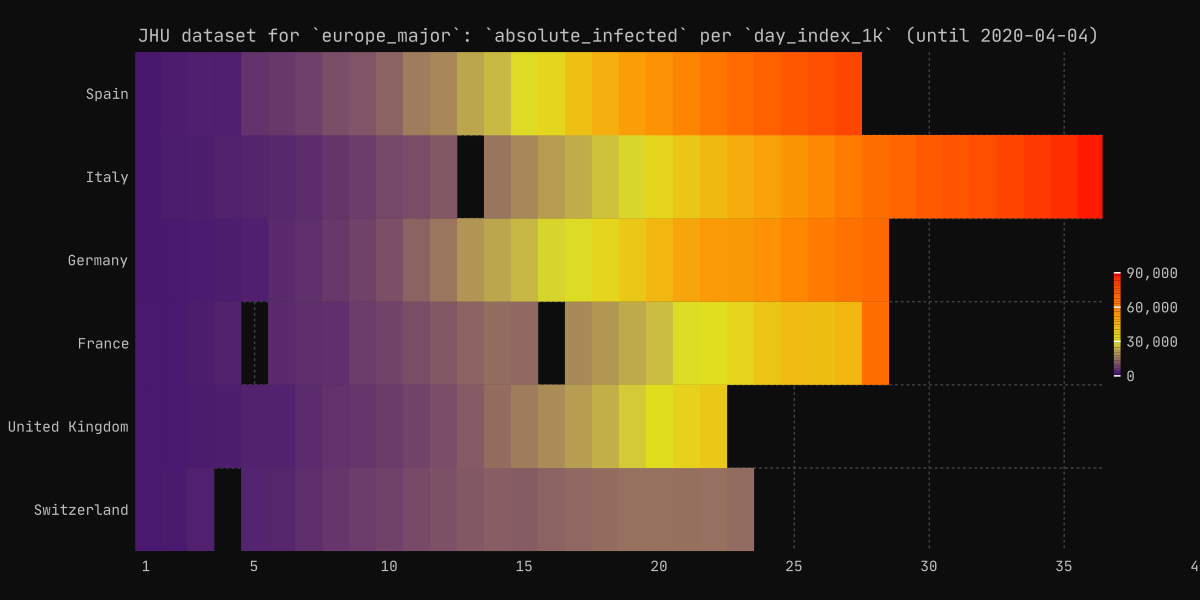 JHU dataset for `europe_major`: `absolute_infected` per `day_index_1k` (until 2020-04-04)
Spain
Italy
Germany
France
United Kingdom
Switzerland
90,000
60,000
30,000
0
1 5 10 15 20 25 30 35 4